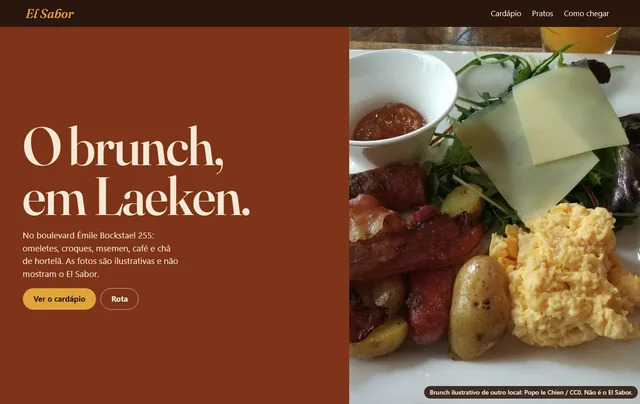 El Sabor
Cardápio Pratos Como chegar
O brunch,
em Laeken.
No boulevard Émile Bockstael 255:
omeletes, croques, msemen, café e chá
de hortelã. As fotos são ilustrativas e não
mostram o El Sabor.
Ver o cardápio Rota
Brunch ilustrativo de outro local: Popo le Chien / CC0. Não é o El Sabor.